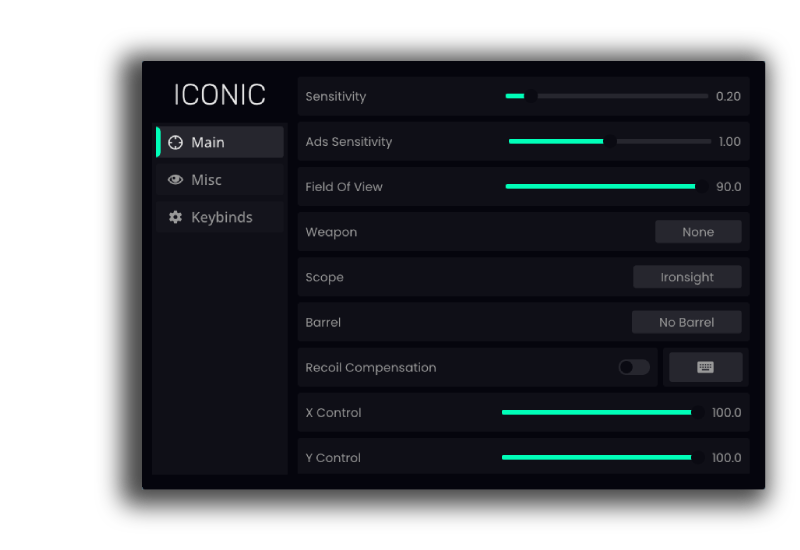 ICONIC
Main
Misc
Keybinds
Sensitivity 0.20
Ads Sensitivity 1.00
Field Of View 90.0
Weapon None
Scope Ironsight
Barrel No Barrel
Recoil Compensation
X Control 100.0
Y Control 100.0